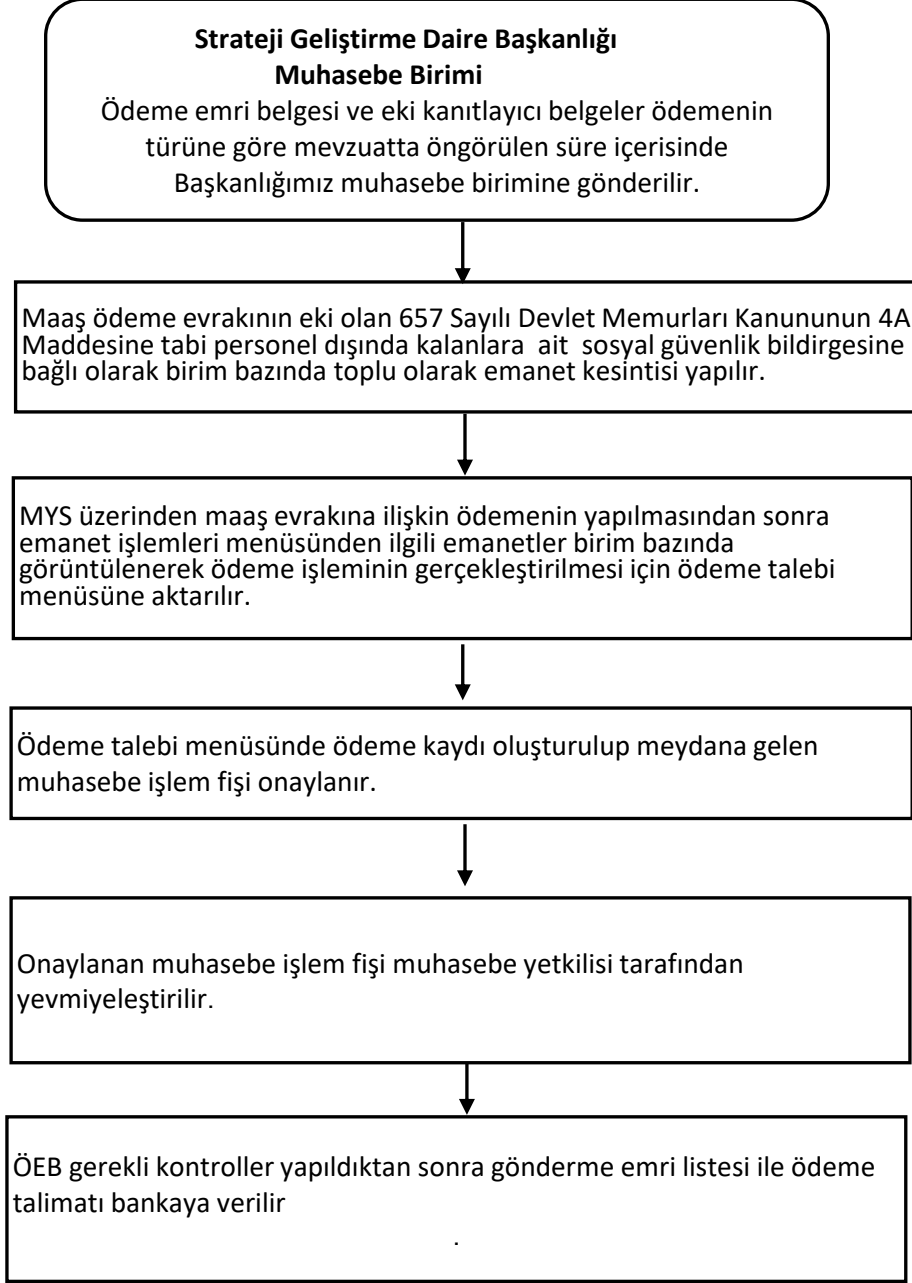 Strateji Geliştirme Daire Başkanlığı
Muhasebe Birimi
Ödeme emri belgesi ve eki kanıtlayıcı belgeler ödemenin
türüne göre mevzuatta öngörülen süre içerisinde
Başkanlığımız muhasebe birimine gönderilir.
Maaş ödeme evrakının eki olan 657 Sayılı Devlet Memurları Kanununun 4A
Maddesine tabi personel dışında kalanlara ait sosyal güvenlik bildirgesine
bağlı olarak birim bazında toplu olarak emanet kesintisi yapılır.
MYS üzerinden maaş evrakına ilişkin ödemenin yapılmasından sonra
emanet işlemleri menüsünden ilgili emanetler birim bazında
görüntülenerek ödeme işleminin gerçekleştirilmesi için ödeme talebi
menüsüne aktarılır.
Ödeme talebi menüsünde ödeme kaydı oluşturulup meydana gelen
muhasebe işlem fişi onaylanır.
Onaylanan muhasebe işlem fişi muhasebe yetkilisi tarafından
yevmiyeleştirilir.
ÖEB gerekli kontroller yapıldıktan sonra gönderme emri listesi ile ödeme
talimatı bankaya verilir
.